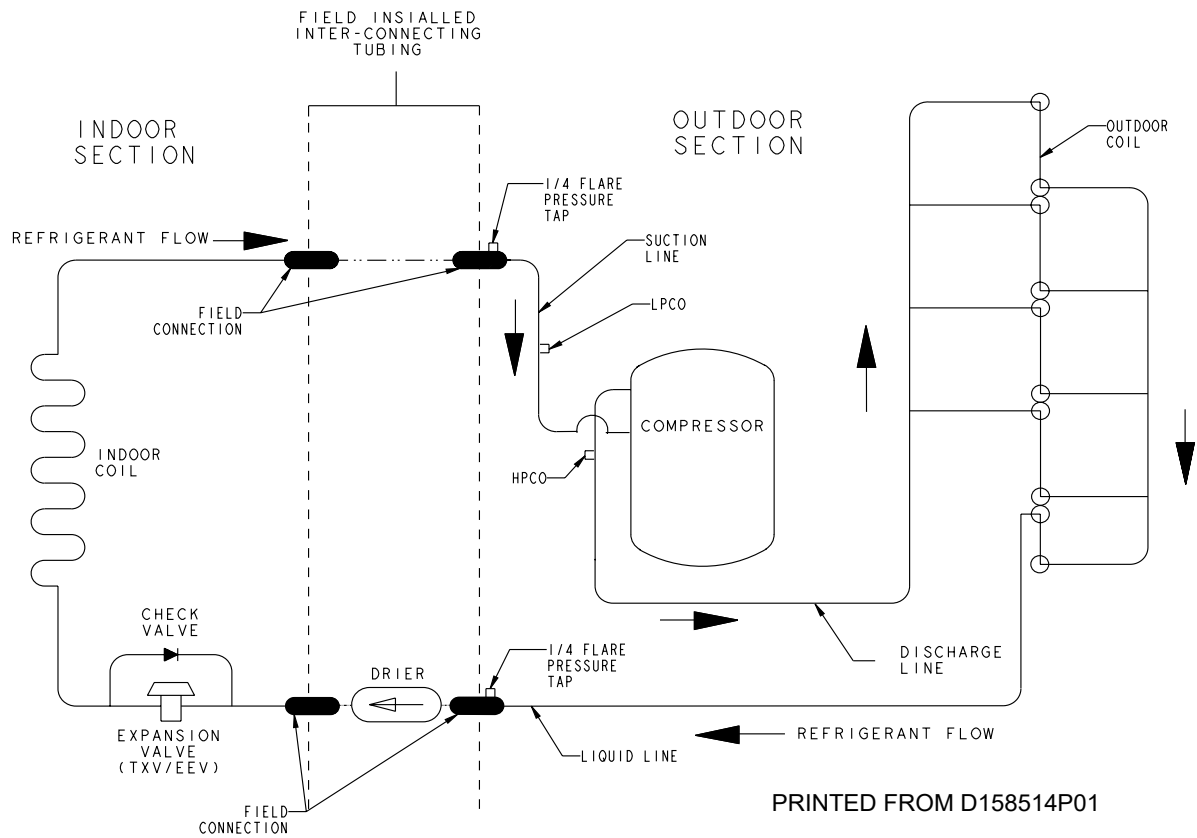 FIELD INSIALLED
INTER-CONNECTING
TUBING
INDOOR
SECTION
OUTDOOR
SECTION
OUTDOOR
COIL
1/4 FLARE
PRESSURE
TAP
REFRIGERANT FLOW
SUCTION
LINE
FIELD
CONNECTION
LPCO
COMPRESSOR
INDOOR
COIL
HPCO
CHECK
VALVE
1/4 FLARE
PRESSURE
TAP
DISCHARGE
LINE
DRIER
EXPANSION
VALVE
(TXV/EEV)
LIQUID LINE
REFRIGERANT FLOW
FIELD
CONNECTION
PRINTED FROM D158514P01